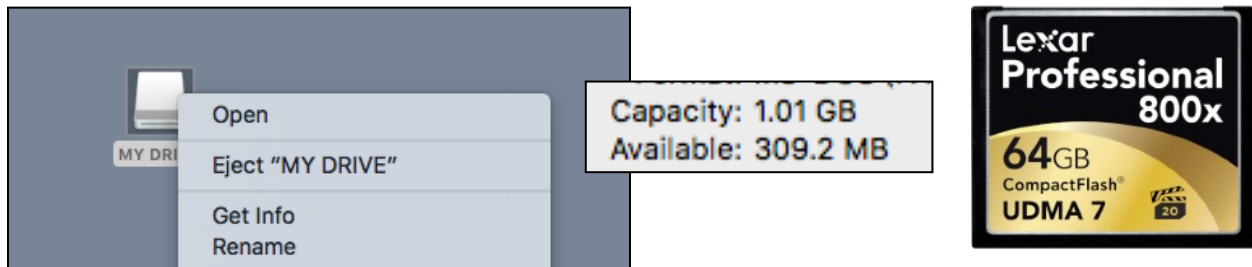 MY DRI
Open
Eject “MY DRIVE”
Get Info
Rename
Capacity: 1.01 GB
Available: 309.2 MB
Lexar
Professional
800x
64GB
CompactFlash®
UDMA 7
20